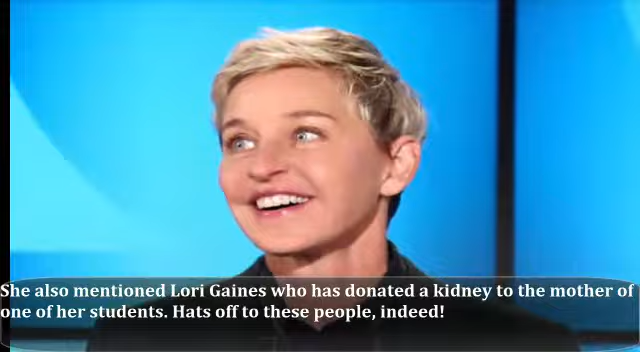 She also mentioned Lori Gaines who has donated a kidney to the mother of
one of her students. Hats off to these people, indeed!